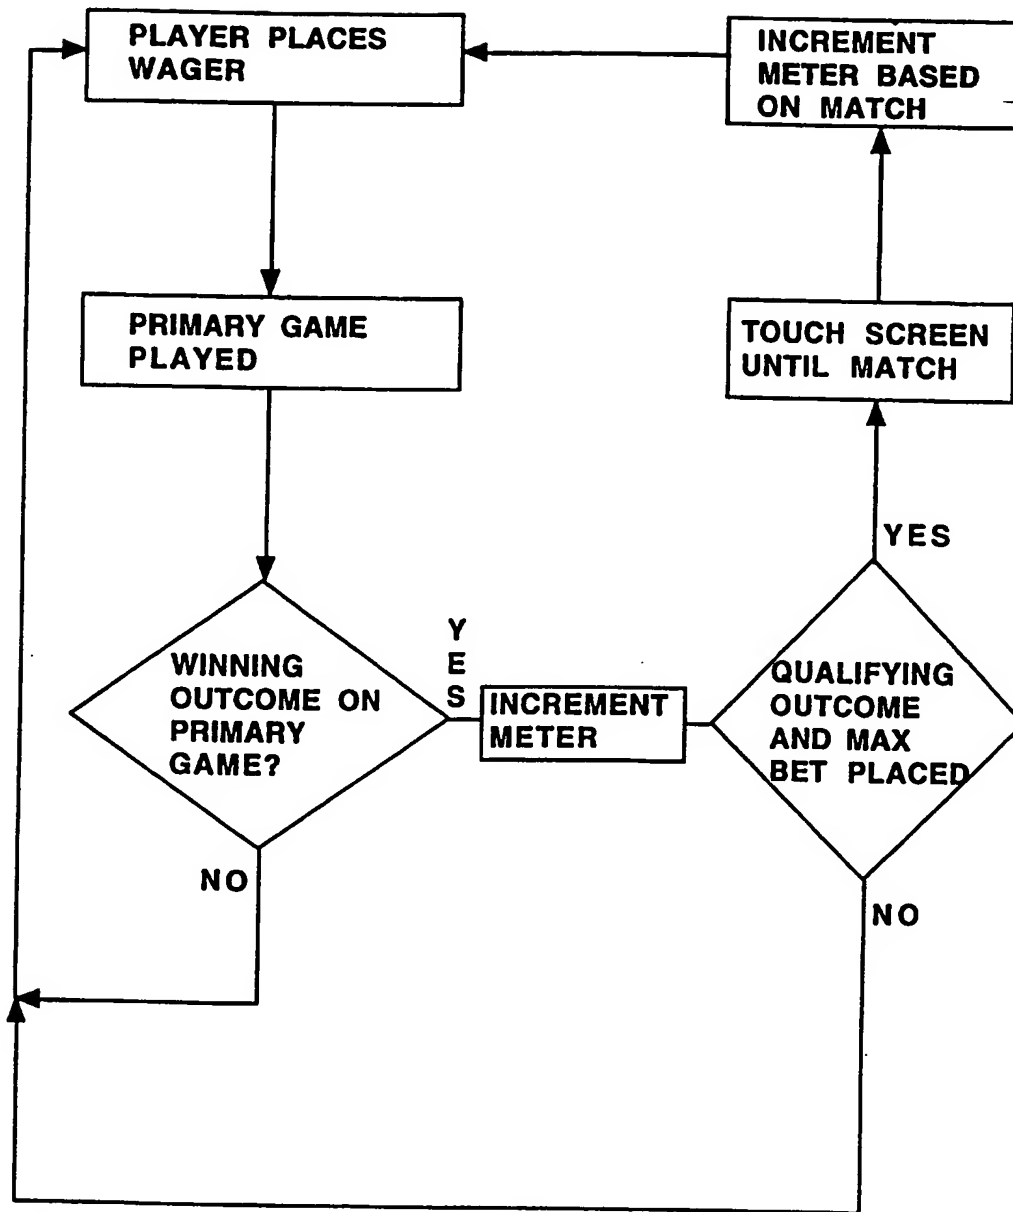 PLAYER PLACES
WAGER
INCREMENT
METER BASED
ON MATCH
PRIMARY GAME
PLAYED
TOUCH SCREEN
UNTIL MATCH
YES
WINNING
OUTCOME ON
PRIMARY
GAME?
YES
INCREMENT
METER
QUALIFYING
OUTCOME
AND MAX
BET PLACED
NO
NO